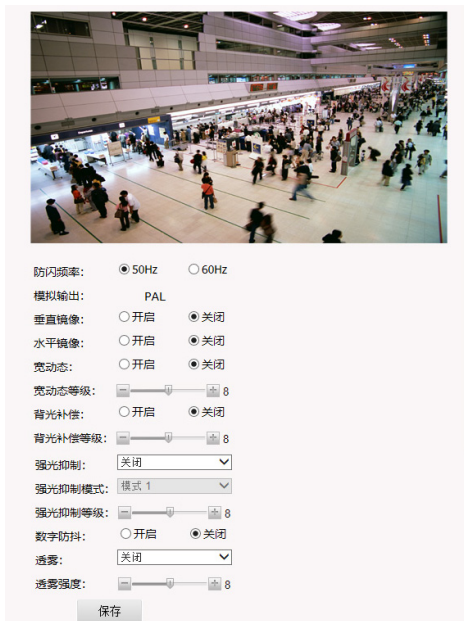 防闪频率: 50Hz 60Hz
模拟输出: PAL
垂直镜像: 开启 关闭
水平镜像: 开启 关闭
宽动态: 开启 关闭
宽动态等级: 8
背光补偿: 开启 关闭
背光补偿等级: 8
强光抑制: 关闭
强光抑制模式: 模式 1
强光抑制等级: 8
数字防抖: 开启 关闭
透雾: 关闭
透雾强度: 8
保存